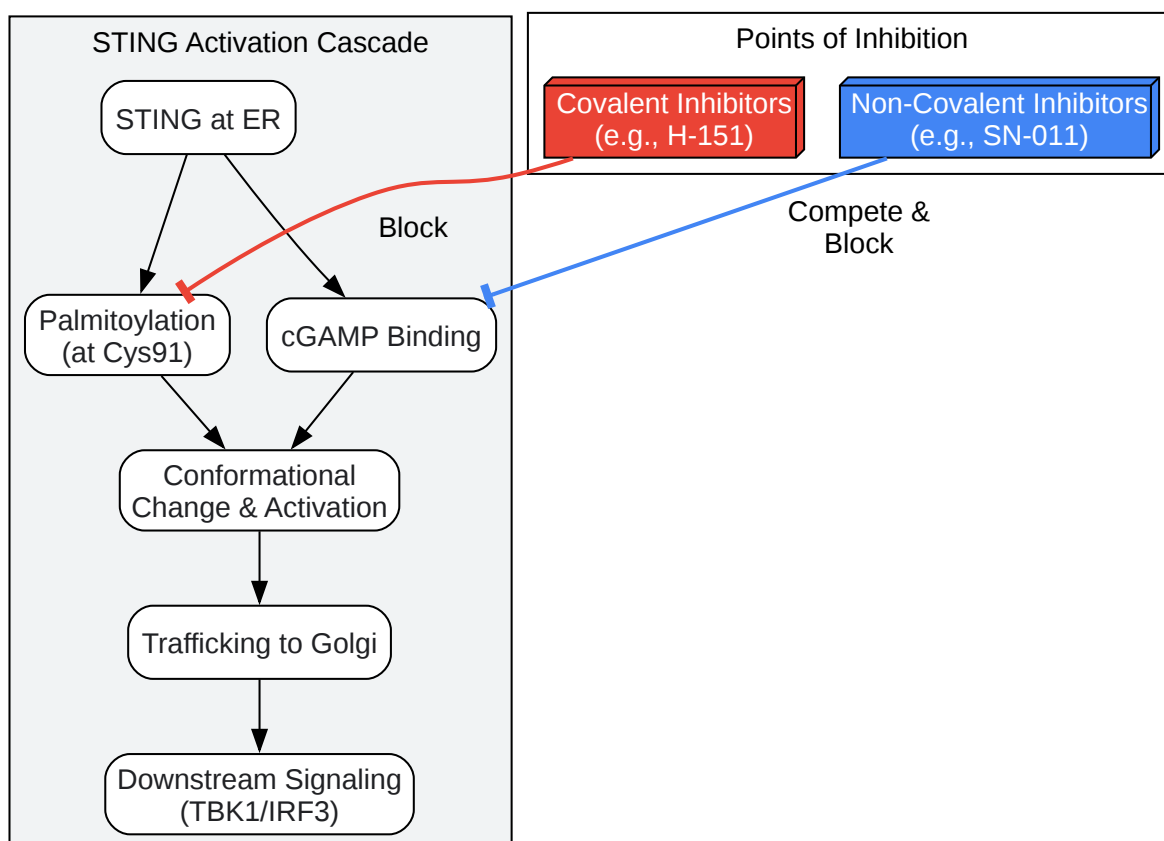 STING Activation Cascade
Points of Inhibition
Covalent Inhibitors
(e.g., H-151)
Non-Covalent Inhibitors
(e.g., SN-011)
STING at ER
Block
Compete &
Block
Palmitoylation
(at Cys91)
cGAMP Binding
Conformational
Change & Activation
Trafficking to Golgi
Downstream Signaling
(TBK1/IRF3)